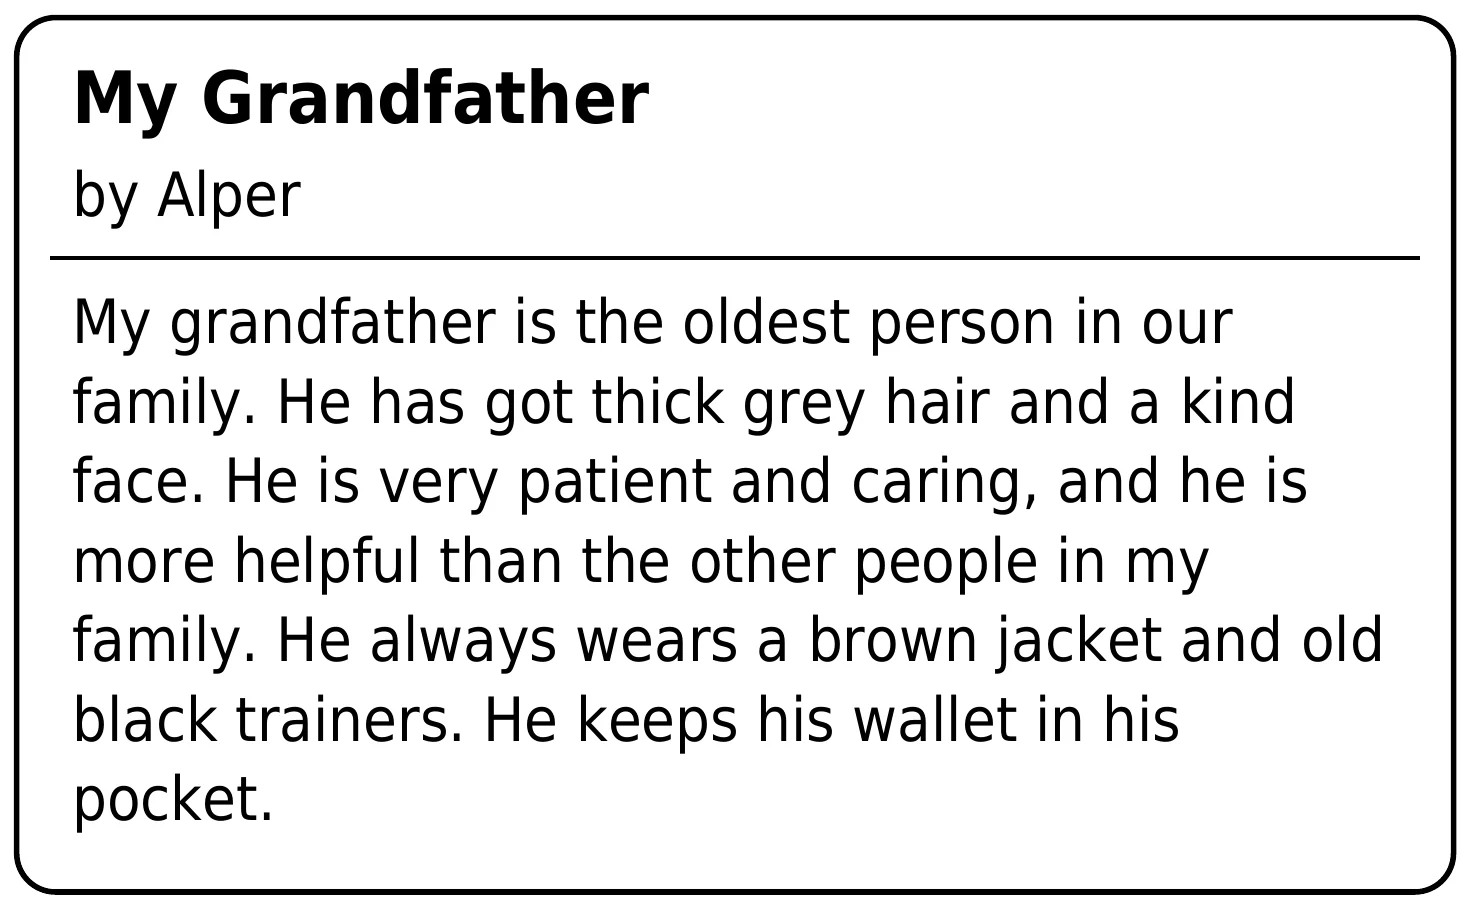 My Grandfather
by Alper
My grandfather is the oldest person in our
family. He has got thick grey hair and a kind
face. He is very patient and caring, and he is
more helpful than the other people in my
family. He always wears a brown jacket and old
black trainers. He keeps his wallet in his
pocket.